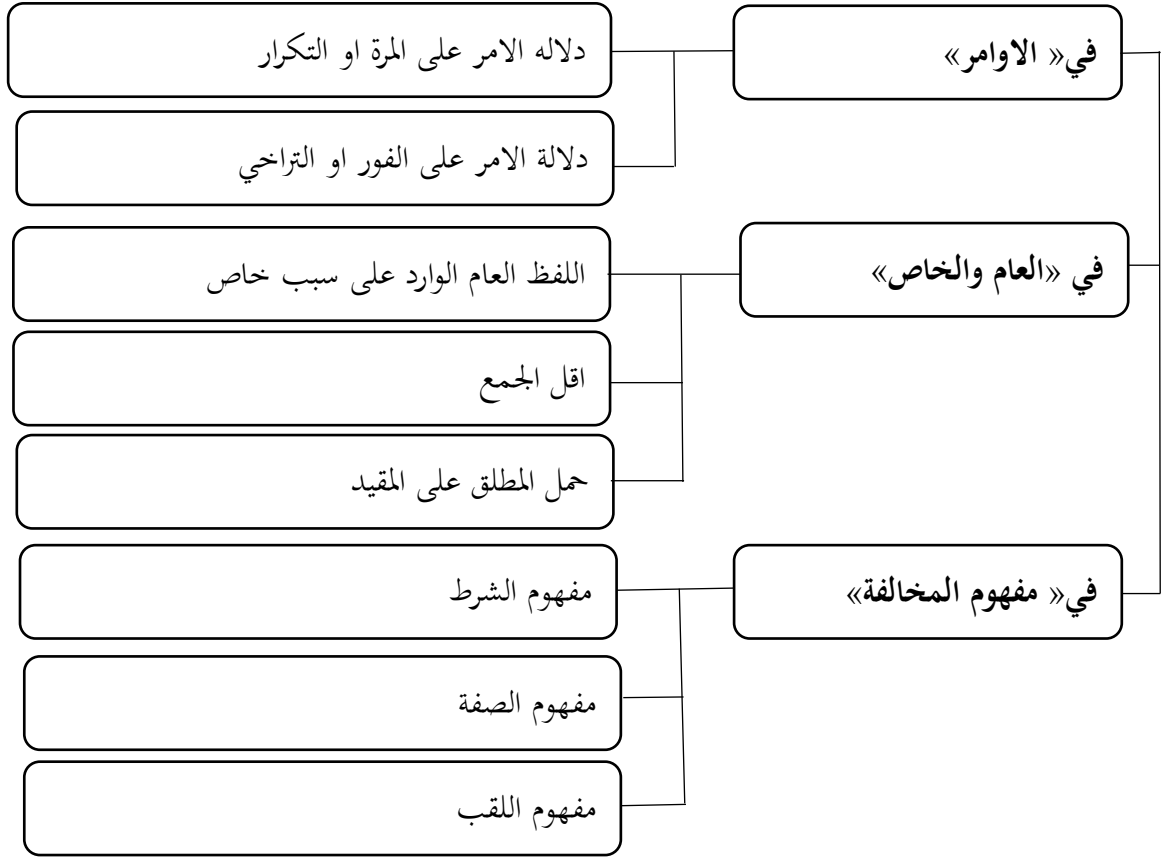 في« الاوامر»
دلاله الامر على المرة او التكرار
دلالة الامر على الفور او التراخي
في «العام والخاص»
اللفظ العام الوارد على سبب خاص
اقل الجمع
حمل المطلق على المقيد
في« مفهوم المخالفة»
مفهوم الشرط
مفهوم الصفة
مفهوم اللقب